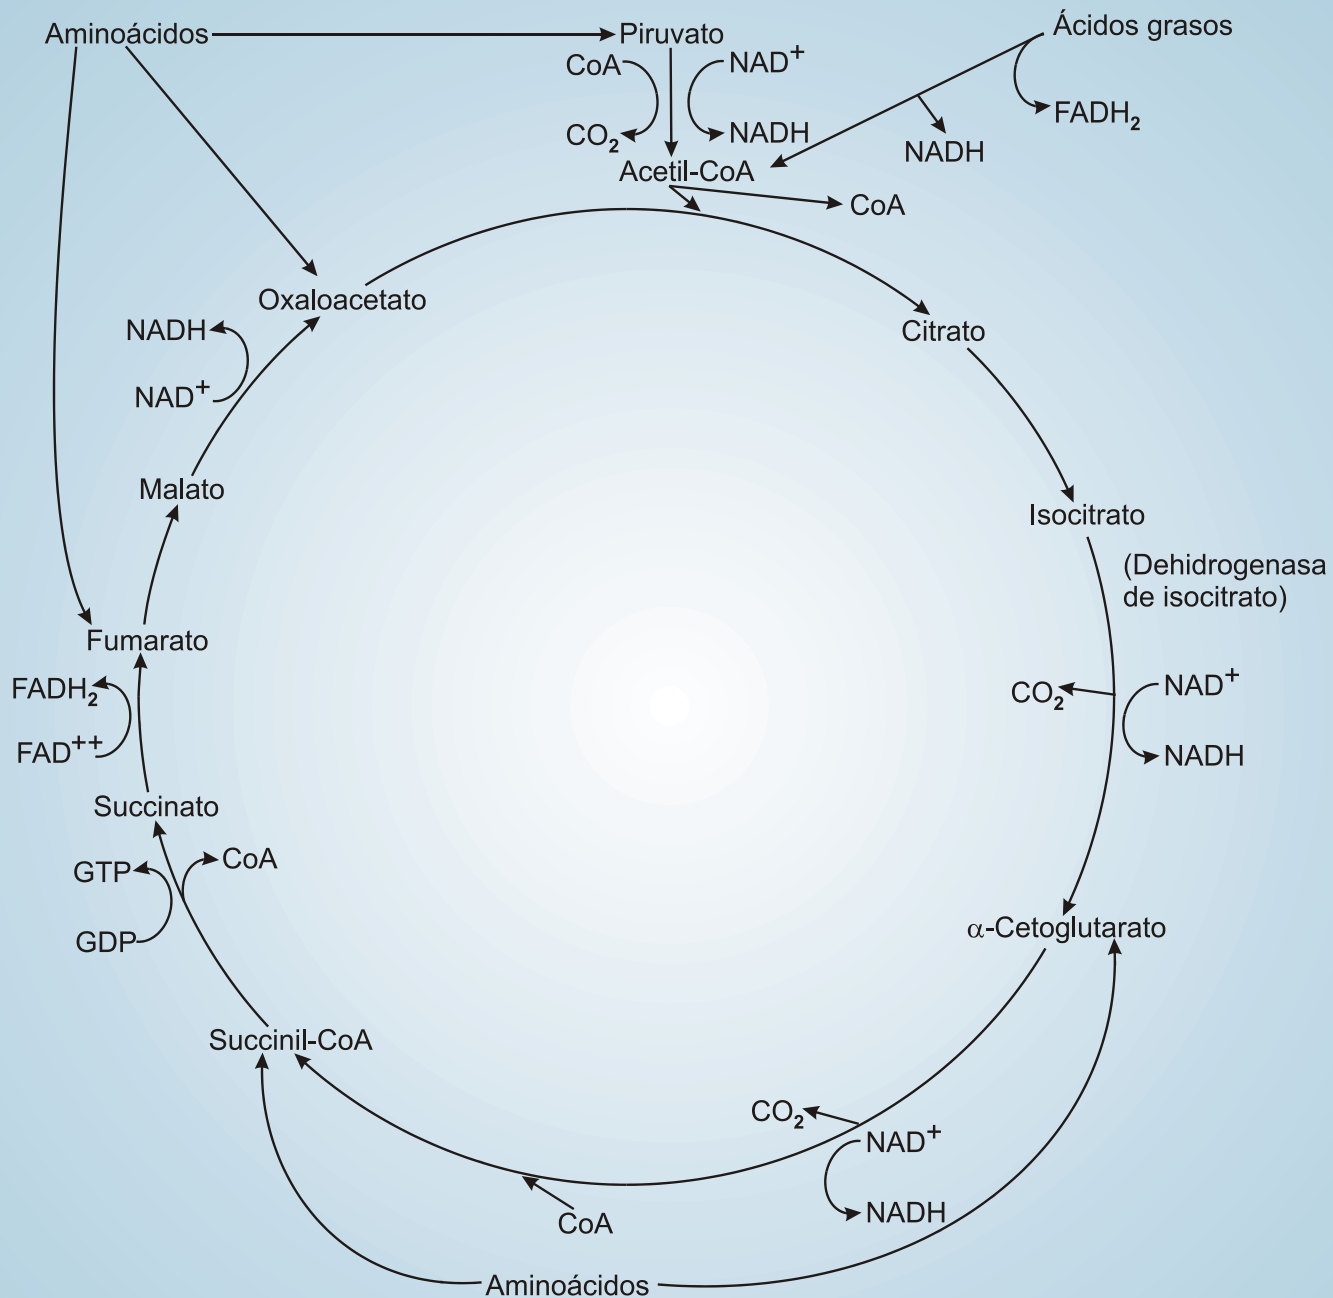 Aminoácidos
Piruvato
Ácidos grasos
CoA
NAD+
CO2
NADH
NADH
FADH2
Acetil-CoA
CoA
Oxaloacetato
Citrato
NADH
NAD+
Malato
Isocitrato
(Dehidrogenasa
de isocitrato)
Fumarato
FADH2
FAD++
CO2
NAD+
NADH
Succinato
GTP
CoA
GDP
α-Cetoglutarato
Succinil-CoA
CO2
NAD+
NADH
CoA
Aminoácidos